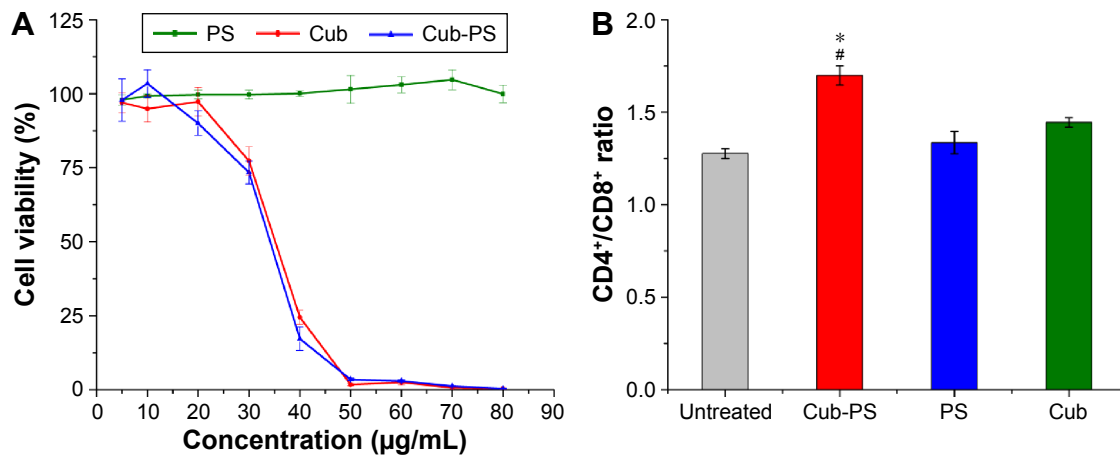 A
PS Cub Cub-PS
Cell viability (%)
125
100
75
50
25
0
0 10 20 30 40 50 60 70 80 90
Concentration (µg/mL)
B
CD4+/CD8+ ratio
2.0
1.5
1.0
0.5
0.0
*
#
Untreated Cub-PS PS Cub